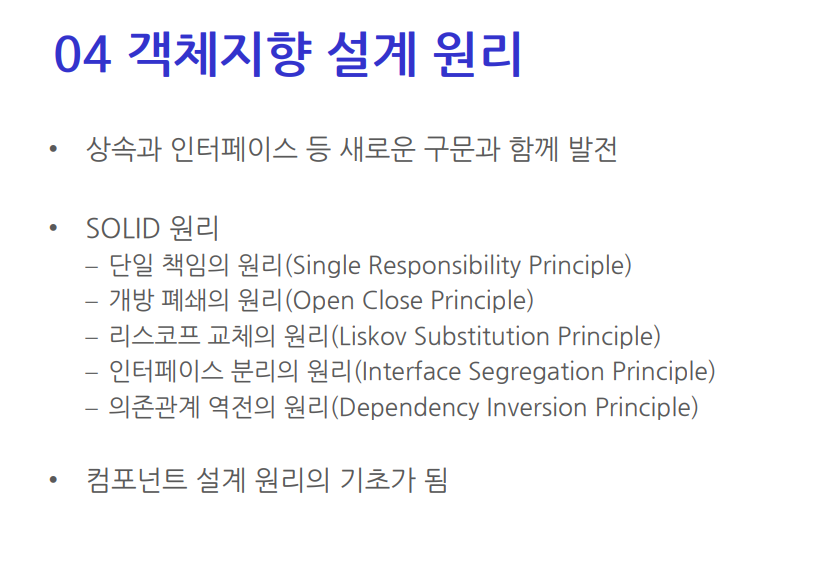 04 객체지향 설계 원리
• 상속과 인터페이스 등 새로운 구문과 함께 발전
• SOLID 원리
– 단일 책임의 원리(Single Responsibility Principle)
– 개방 폐쇄의 원리(Open Close Principle)
– 리스코프 교체의 원리(Liskov Substitution Principle)
– 인터페이스 분리의 원리(Interface Segregation Principle)
– 의존관계 역전의 원리(Dependency Inversion Principle)
• 컴포넌트 설계 원리의 기초가 됨